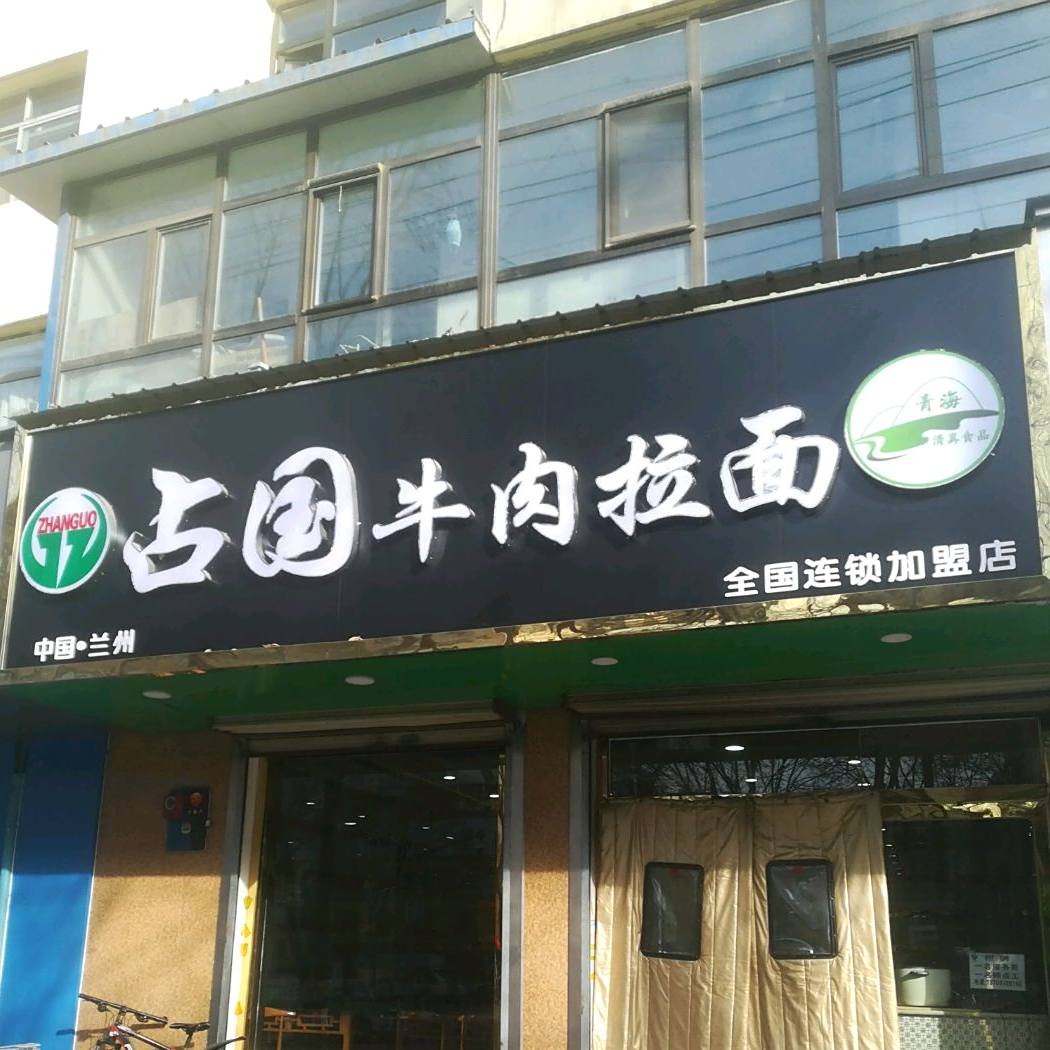 ZHANGUO
占国牛肉拉面
青海
清真食品
全国连锁加盟店
中国·兰州